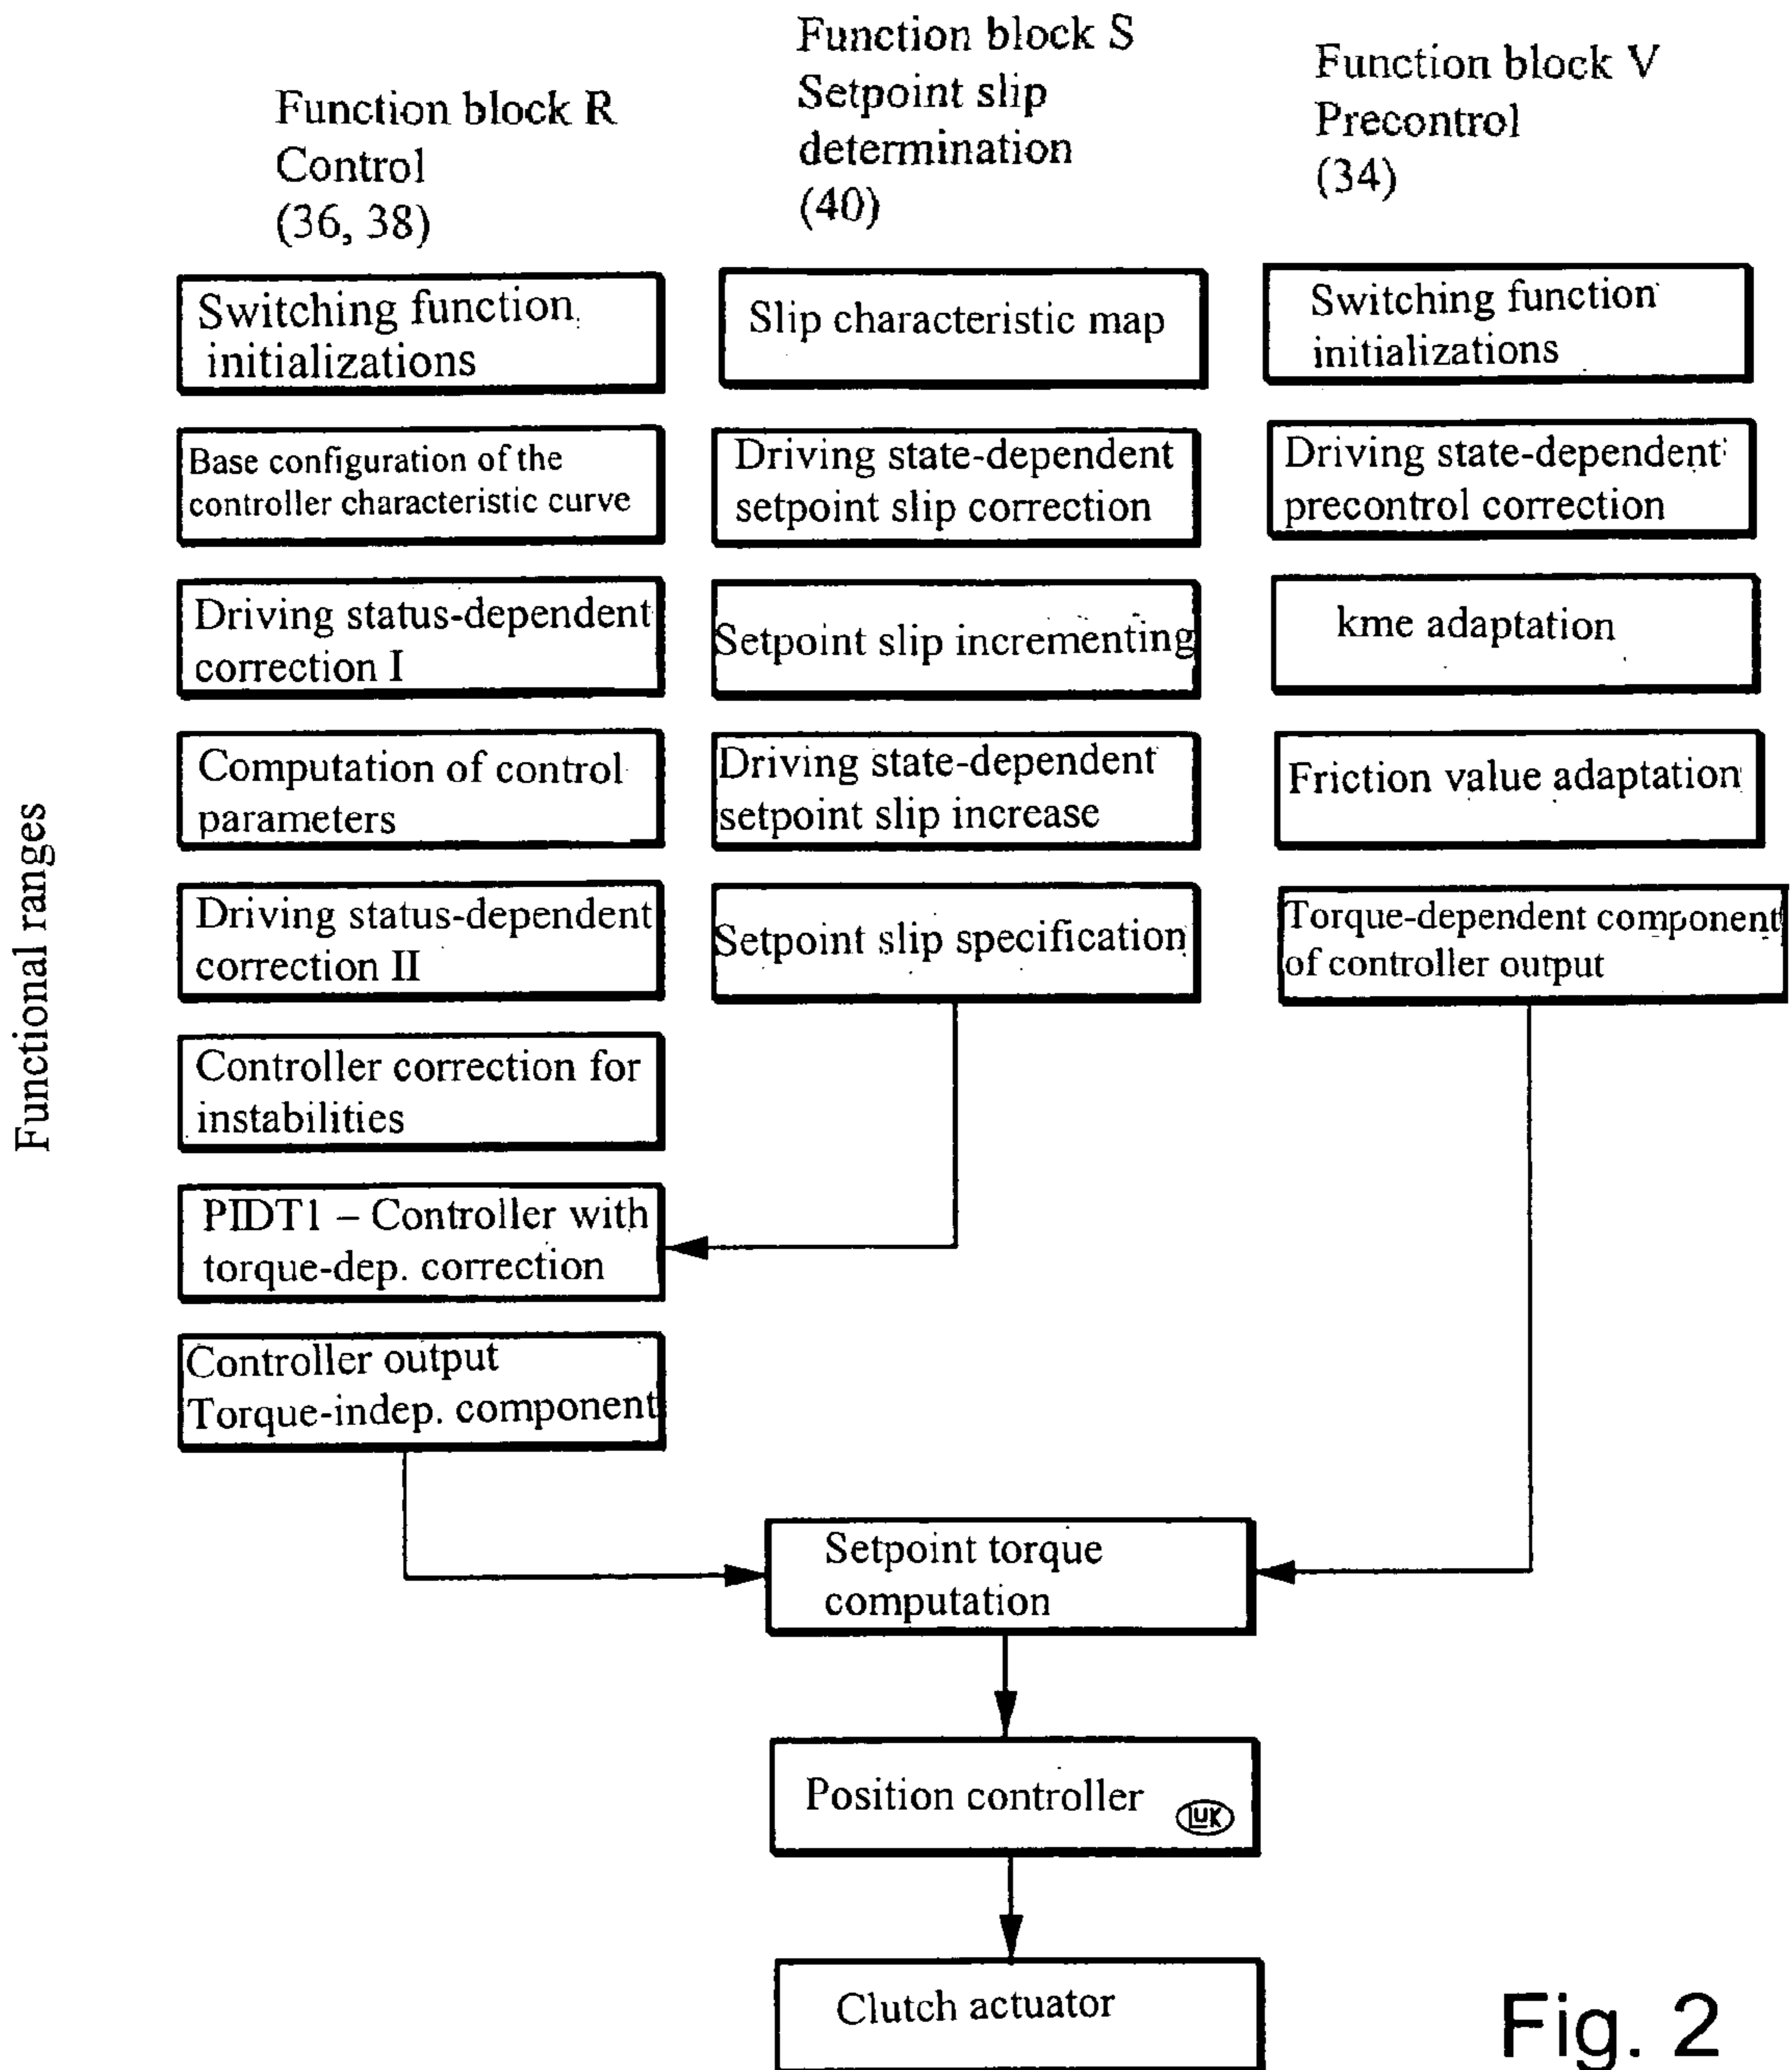 Function block R
Control
(36, 38)
Function block S
Setpoint slip
determination
(40)
Function block V
Precontrol
(34)
Functional ranges
Switching function
initializations
Base configuration of the
controller characteristic curve
Driving status-dependent
correction I
Computation of control
parameters
Driving status-dependent
correction II
Controller correction for
instabilities
PIDT1 – Controller with
torque-dep. correction
Controller output
Torque-indep. component
Slip characteristic map
Driving state-dependent
setpoint slip correction
Setpoint slip incrementing
Driving state-dependent
setpoint slip increase
Setpoint slip specification
Switching function
initializations
Driving state-dependent
precontrol correction
kme adaptation
Friction value adaptation
Torque-dependent component
of controller output
Setpoint torque
computation
Position controller
LUK
Clutch actuator
Fig. 2